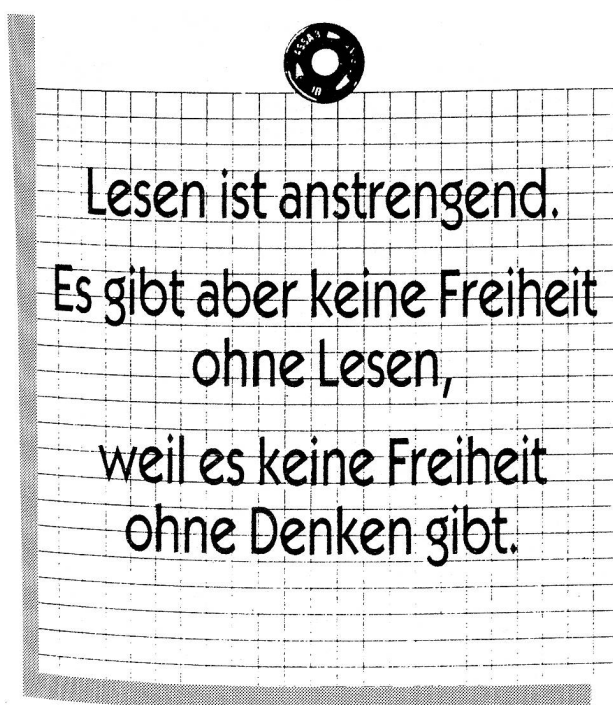 Lesen ist anstrengend.
Es gibt aber keine Freiheit
ohne Lesen,
weil es keine Freiheit
ohne Denken gibt.